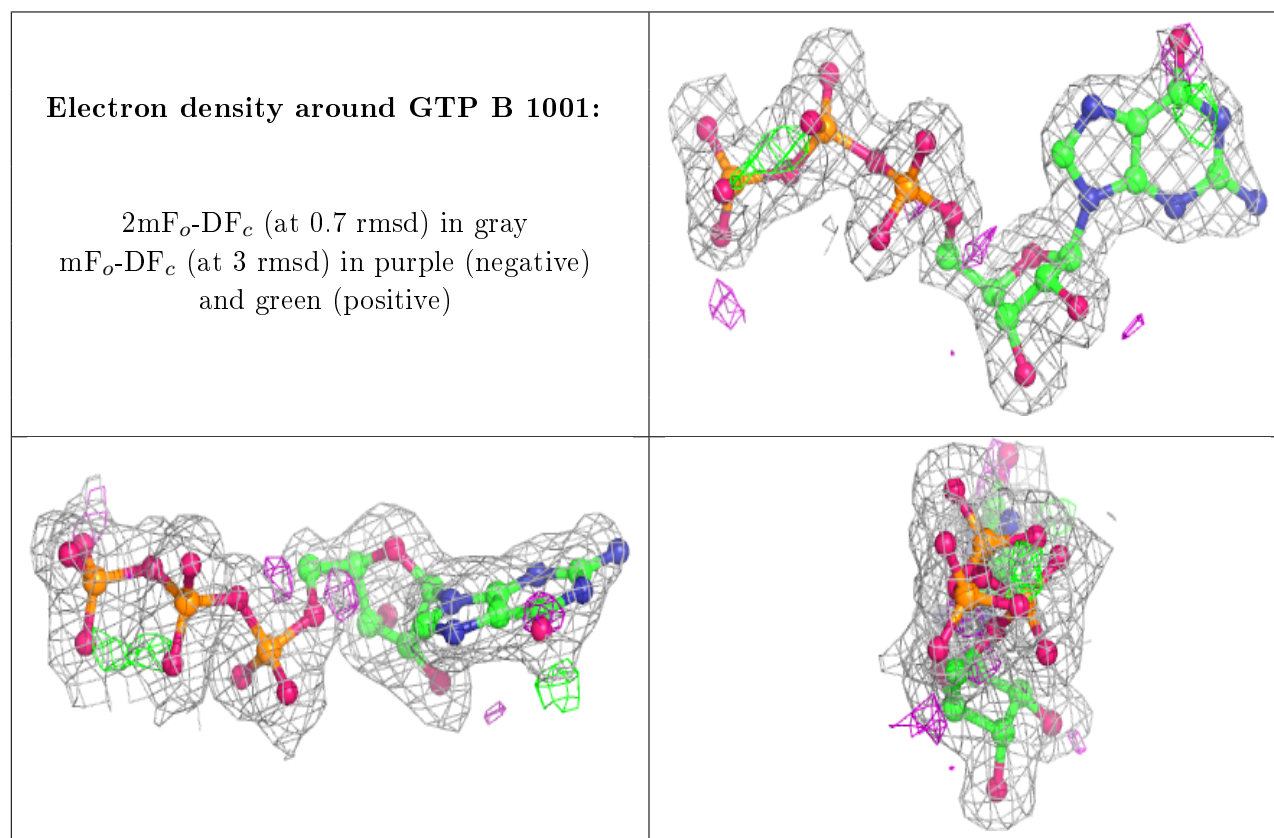 Electron density around GTP B 1001:
2mFo-DFc (at 0.7 rmsd) in gray
mFo-DFc (at 3 rmsd) in purple (negative)
and green (positive)